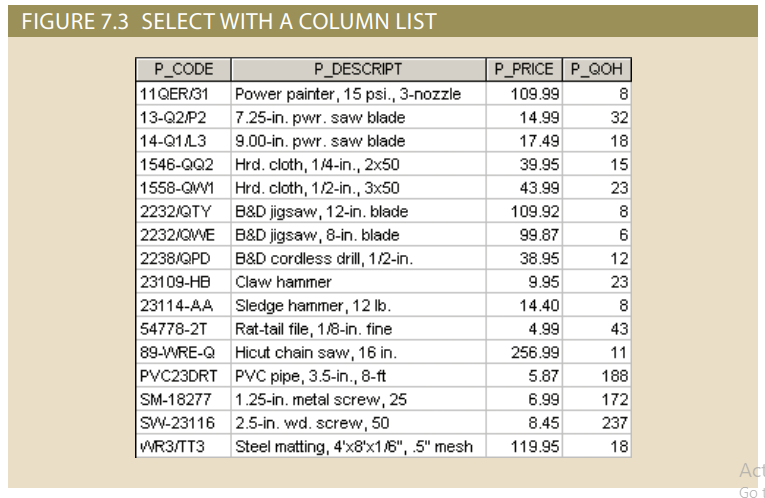 FIGURE 7.3 SELECT WITH A COLUMN LIST
P_CODE P_DESCRIPT P_PRICE P_QOH
11QER/31 Power painter, 15 psi., 3-nozzle 109.99 8
13-Q2/P2 7.25-in. pwr. saw blade 14.99 32
14-Q1/L3 9.00-in. pwr. saw blade 17.49 18
1546-QQ2 Hrd. cloth, 1/4-in., 2x50 39.95 15
1558-QW1 Hrd. cloth, 1/2-in., 3x50 43.99 23
2232/QTY B&D jigsaw, 12-in. blade 109.92 8
2232/QWE B&D jigsaw, 8-in. blade 99.87 6
2238/QPD B&D cordless drill, 1/2-in. 38.95 12
23109-HB Claw hammer 9.95 23
23114-AA Sledge hammer, 12 lb. 14.40 8
54778-2T Rat-tail file, 1/8-in. fine 4.99 43
89-WRE-Q Hicut chain saw, 16 in. 256.99 11
PVC23DRT PVC pipe, 3.5-in., 8-ft 5.87 188
SM-18277 1.25-in. metal screw, 25 6.99 172
SW-23116 2.5-in. wd. screw, 50 8.45 237
WR3/TT3 Steel matting, 4'x8'x1/6", .5" mesh 119.95 18
Act
Go t